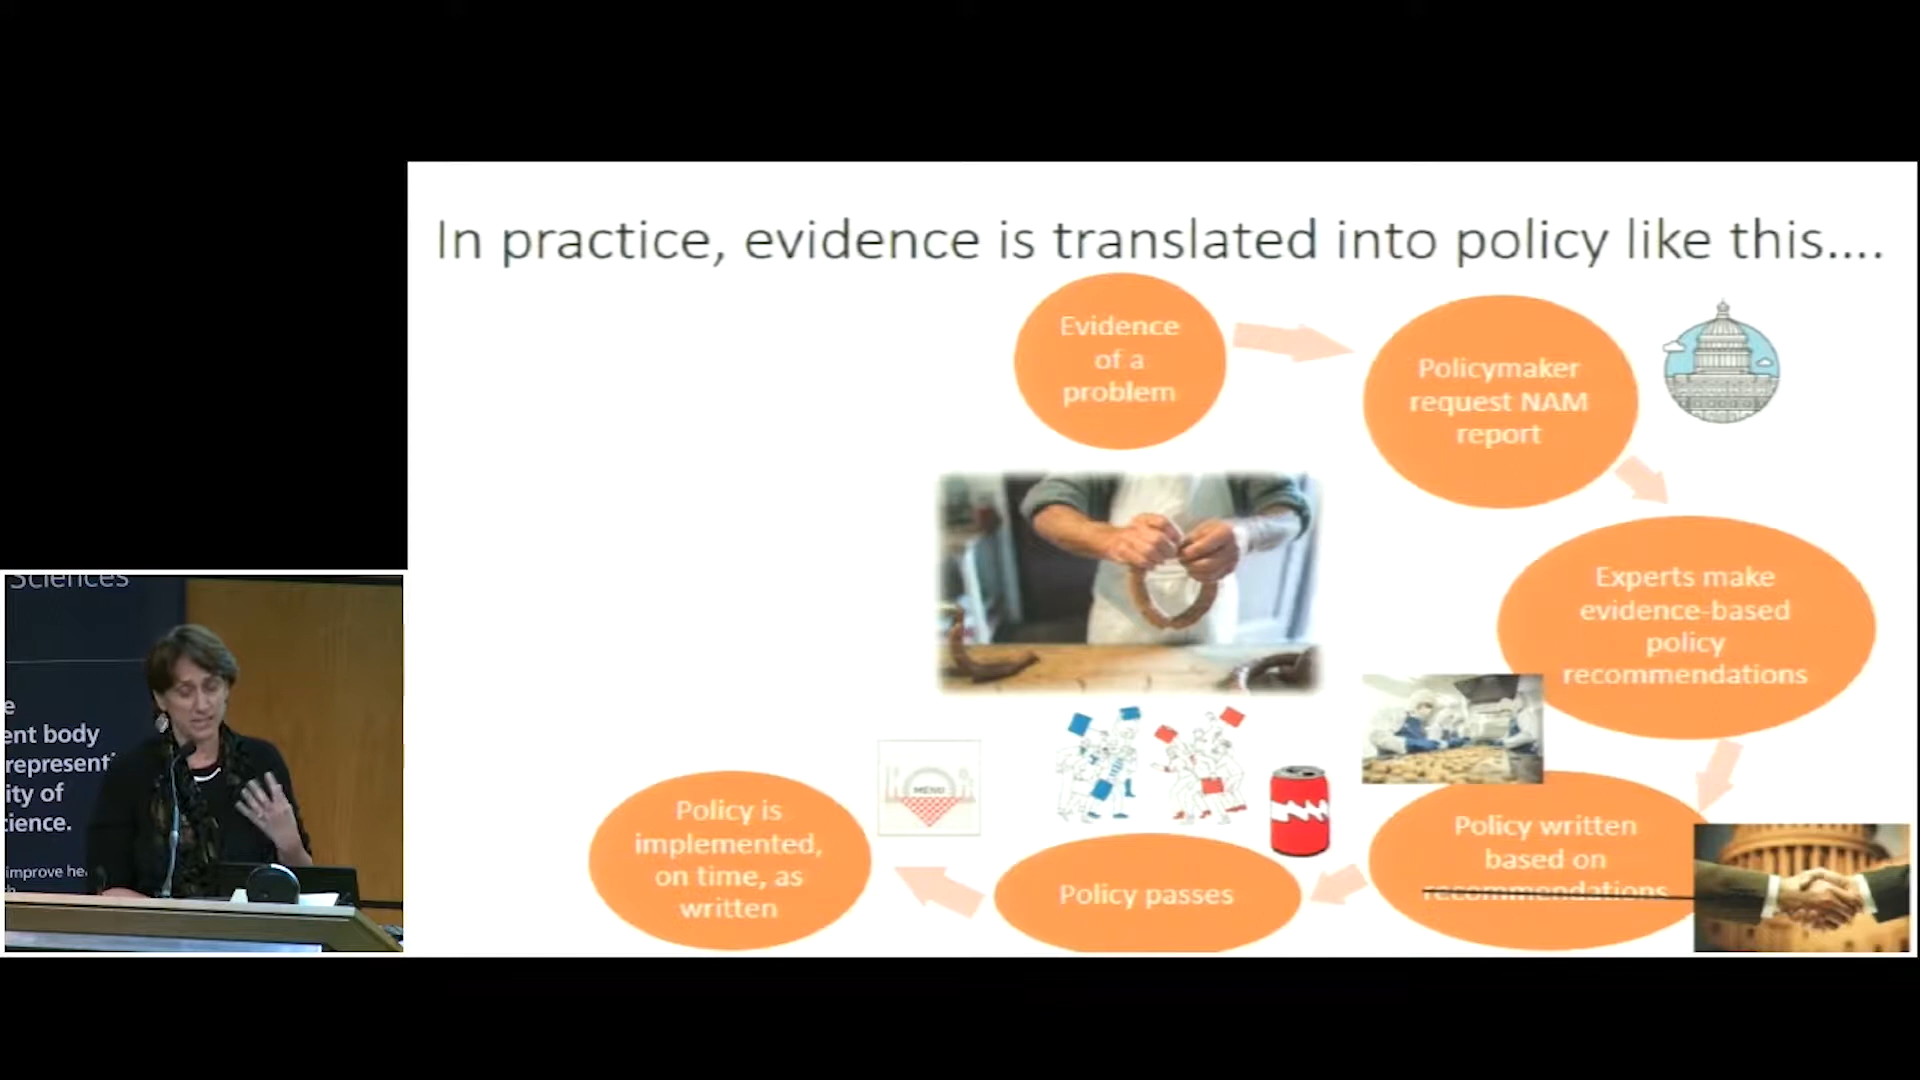 In practice, evidence is translated into policy like this....
Evidence
of a
problem
Policymaker
request NAM
report
Experts make
evidence-based
policy
recommendations
Policy written
based on
recommendations
Policy passes
MENU
Policy is
implemented,
on time, as
written
Sciences
e
ent body
represent
ity of
cience.
improve hea